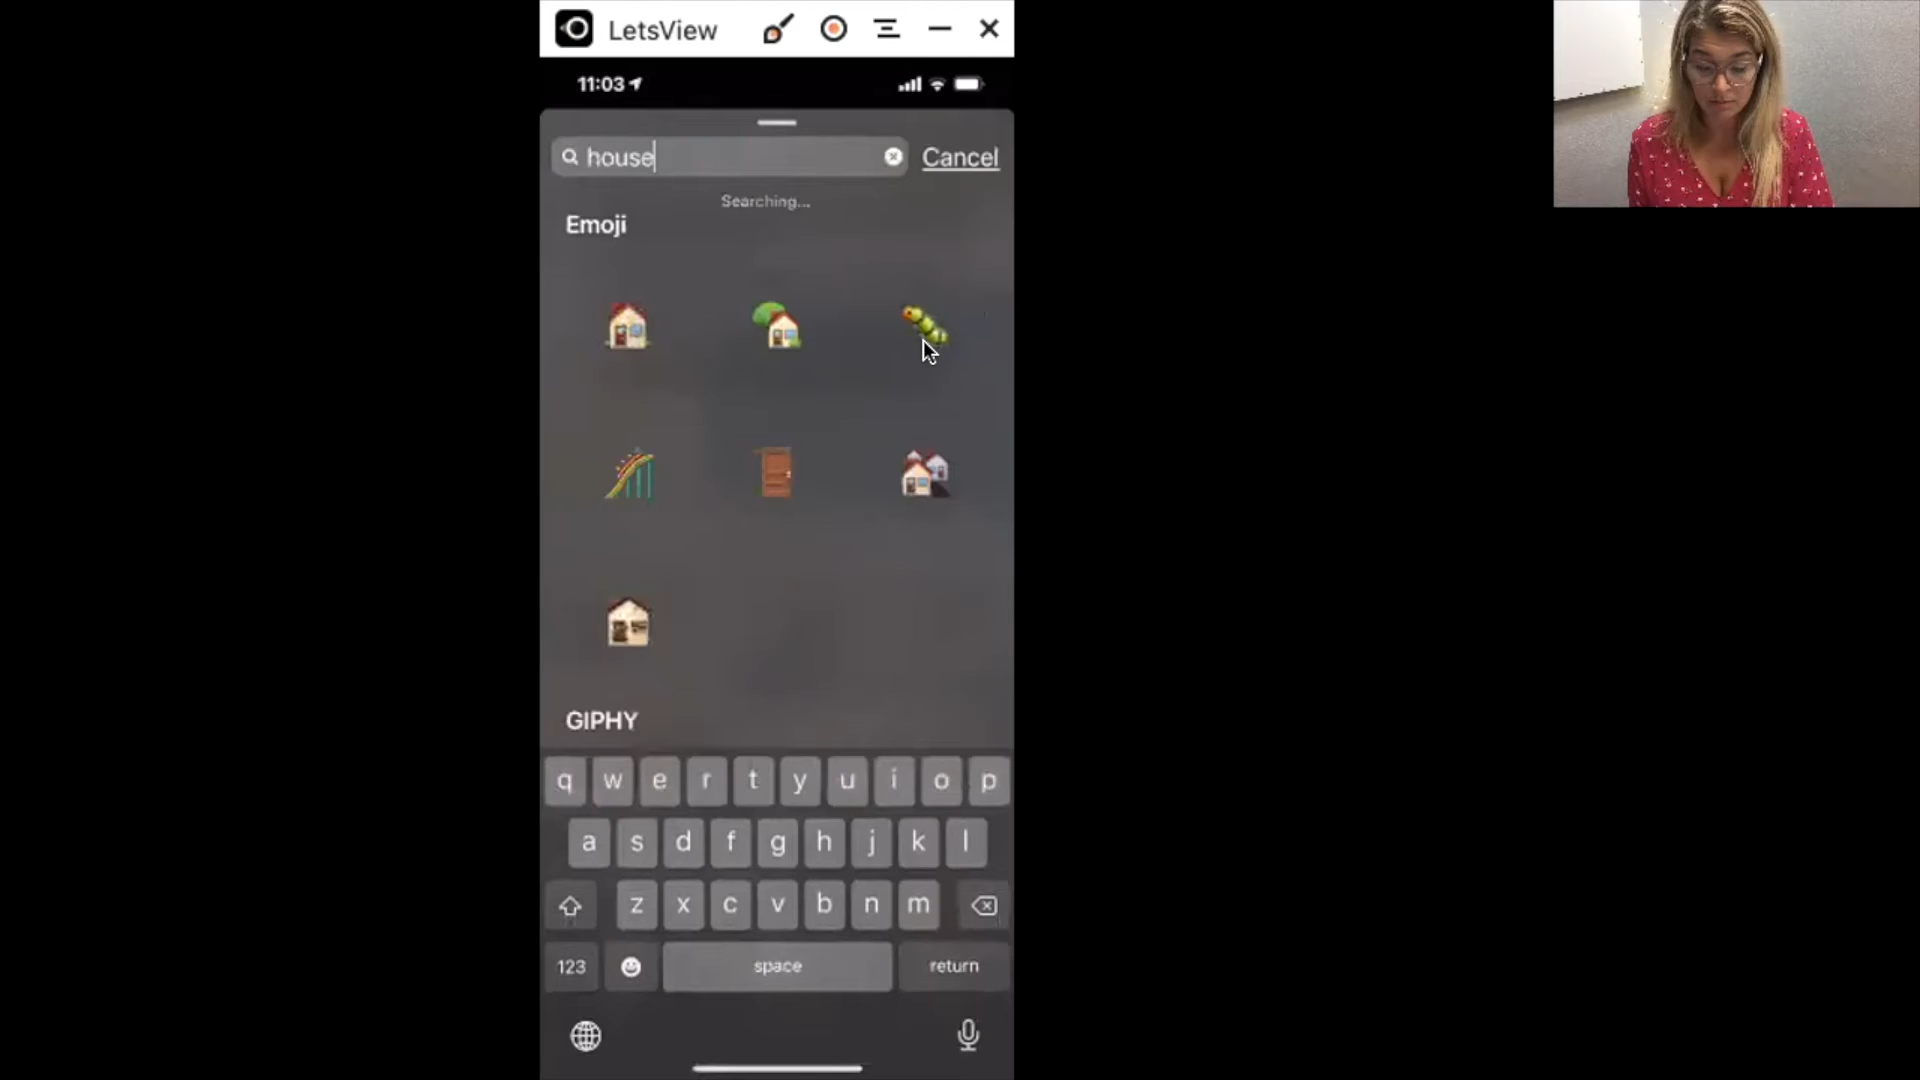 LetsView
11:03
house
Cancel
Searching...
Emoji
GIPHY
q w e r t y u i o p
a s d f g h j k l
z x c v b n m
123 space return